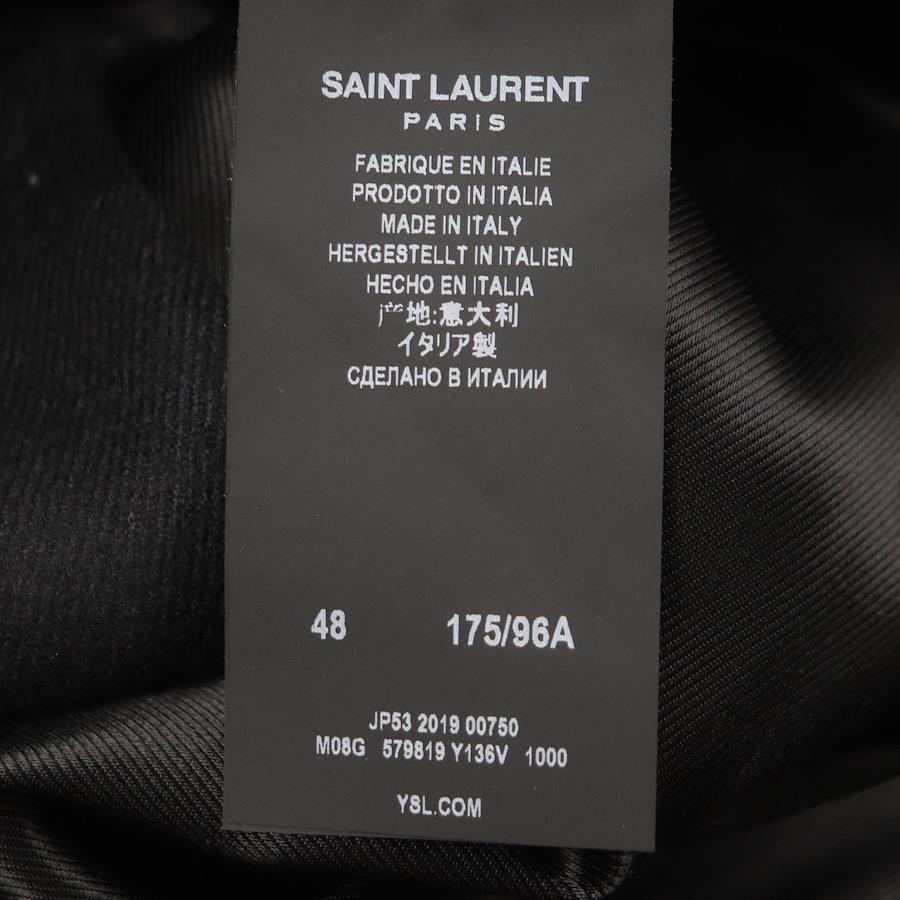 SAINT LAURENT
PARIS
FABRIQUE EN ITALIE
PRODOTTO IN ITALIA
MADE IN ITALY
HERGESTELLT IN ITALIEN
HECHO EN ITALIA
产地:意大利
イタリア製
СДЕЛАНО В ИТАЛИИ
48 175/96A
JP53 2019 00750
M08G 579819 Y136V 1000
YSL.COM